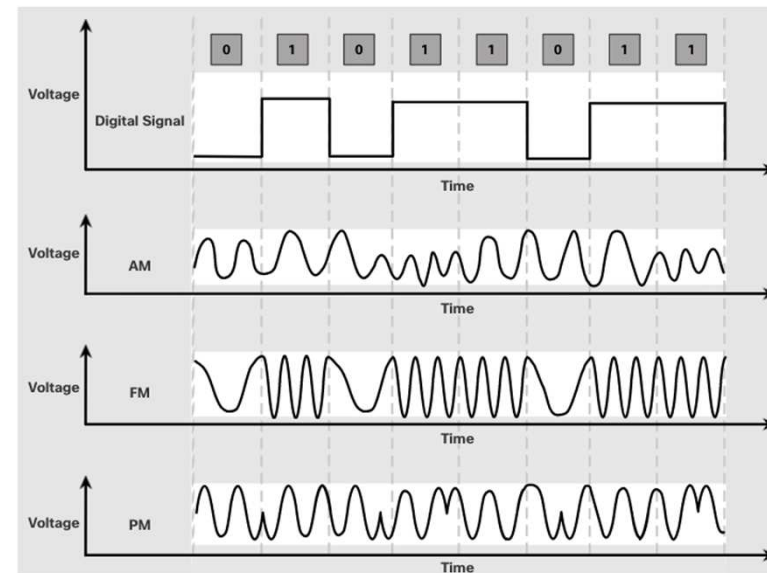 0 1 0 1 1 0 1 1
Voltage
Digital Signal
Time
Voltage
AM
Time
Voltage
FM
Time
Voltage
PM
Time